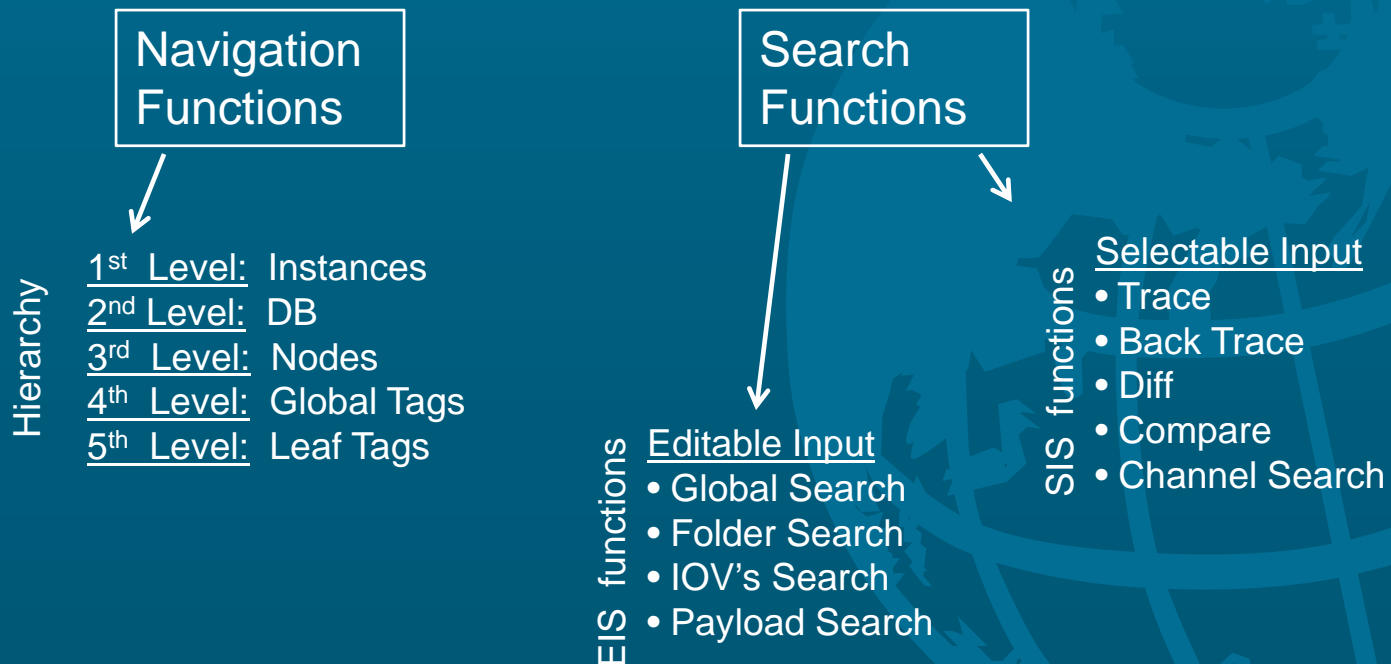 Navigation
Functions
Hierarchy
1st Level: Instances
2nd Level: DB
3rd Level: Nodes
4th Level: Global Tags
5th Level: Leaf Tags
Search
Functions
EIS functions
Editable Input
• Global Search
• Folder Search
• IOV's Search
• Payload Search
SIS functions
Selectable Input
• Trace
• Back Trace
• Diff
• Compare
• Channel Search